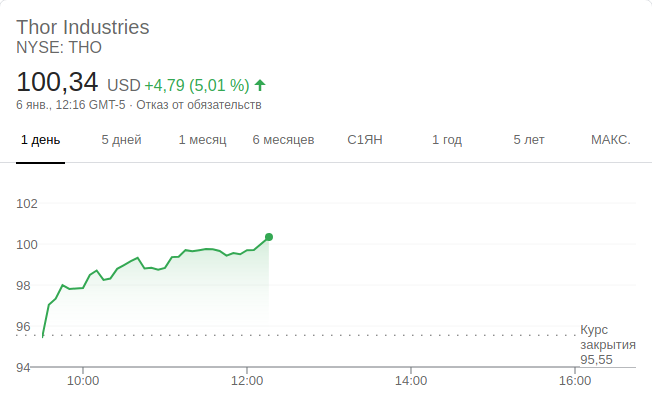 Thor Industries
NYSE: THO
100,34 USD +4,79 (5,01 %)
6 янв., 12:16 GMT-5 · Отказ от обязательств
1 день 5 дней 1 месяц 6 месяцев С1ЯН 1 год 5 лет МАКС.
102
100
98
96
Курс
закрытия
95,55
94
10:00 12:00 14:00 16:00